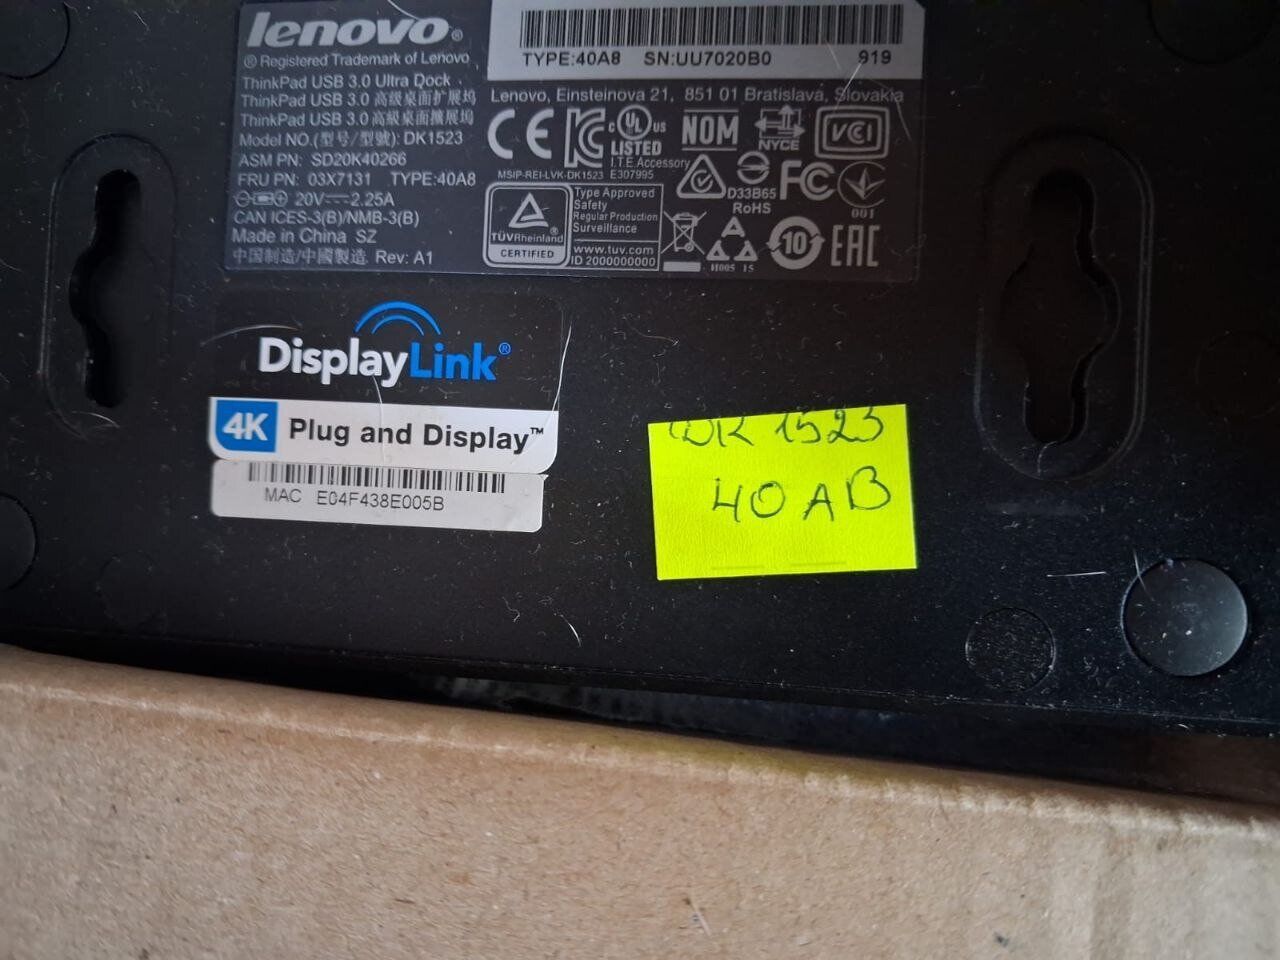 lenovo®
® Registered Trademark of Lenovo
ThinkPad USB 3.0 Ultra Dock
ThinkPad USB 3.0 高級桌面扩展坞
ThinkPad USB 3.0 高級桌面擴展塢
Model NO.(型号/型號): DK1523
ASM PN: SD20K40266
FRU PN: 03X7131 TYPE:40A8
20V⎓2.25A
CAN ICES-3(B)/NMB-3(B)
Made in China SZ
中国制造/中國製造 Rev: A1
TYPE:40A8 SN:UU7020B0 919
Lenovo, Einsteinova 21, 851 01 Bratislava, Slovakia
CE
c UL us
LISTED
I.T.E. Accessory
E307995
MSIP-REI-LVK-DK1523
NOM
NYCE
VCCI
D33B65
RoHS
FC
001
TÜVRheinland
CERTIFIED
Type Approved
Safety
Regular Production
Surveillance
www.tuv.com
ID 2000000000
H005 15
10
EAC
DisplayLink®
4K Plug and Display™
MAC E04F438E005B
DK 1523
40AB